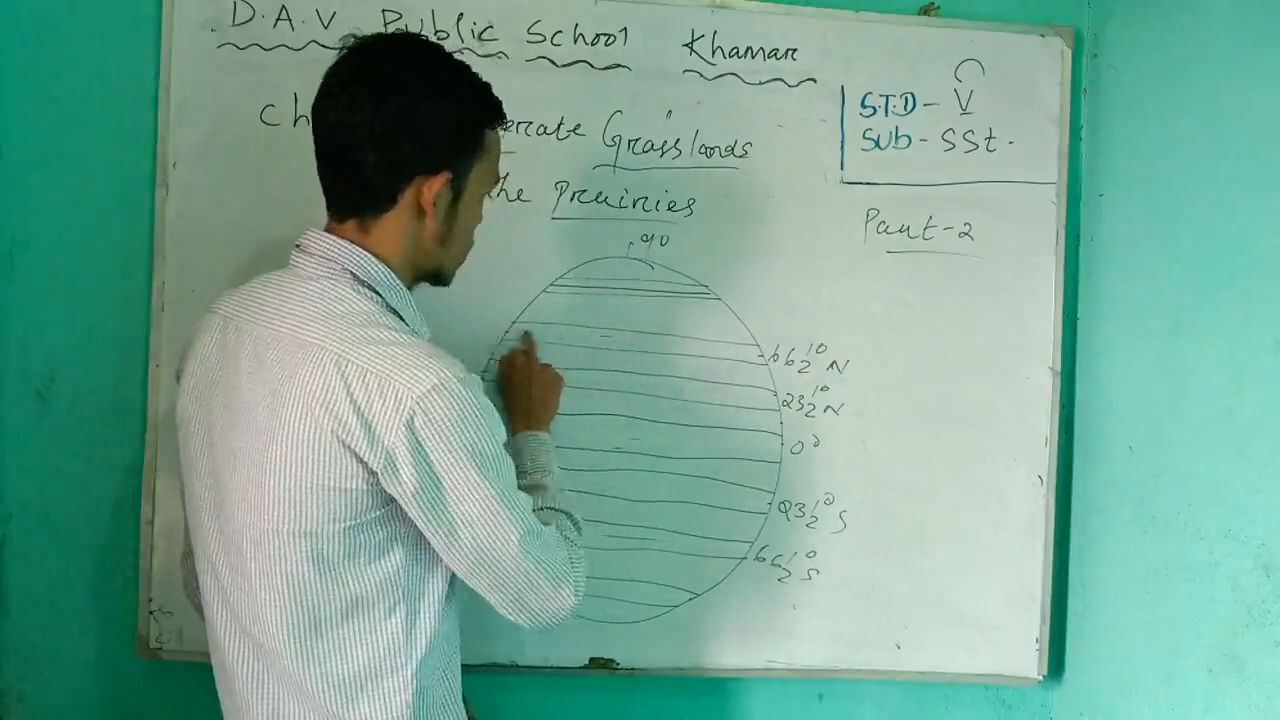 D.A.V Public School Khamar
STD - V
Sub - SSt.
Ch erate Grasslands
the Prairies
Part-2
90
66 1/2° N
23 1/2° N
0°
23 1/2° S
66 1/2° S